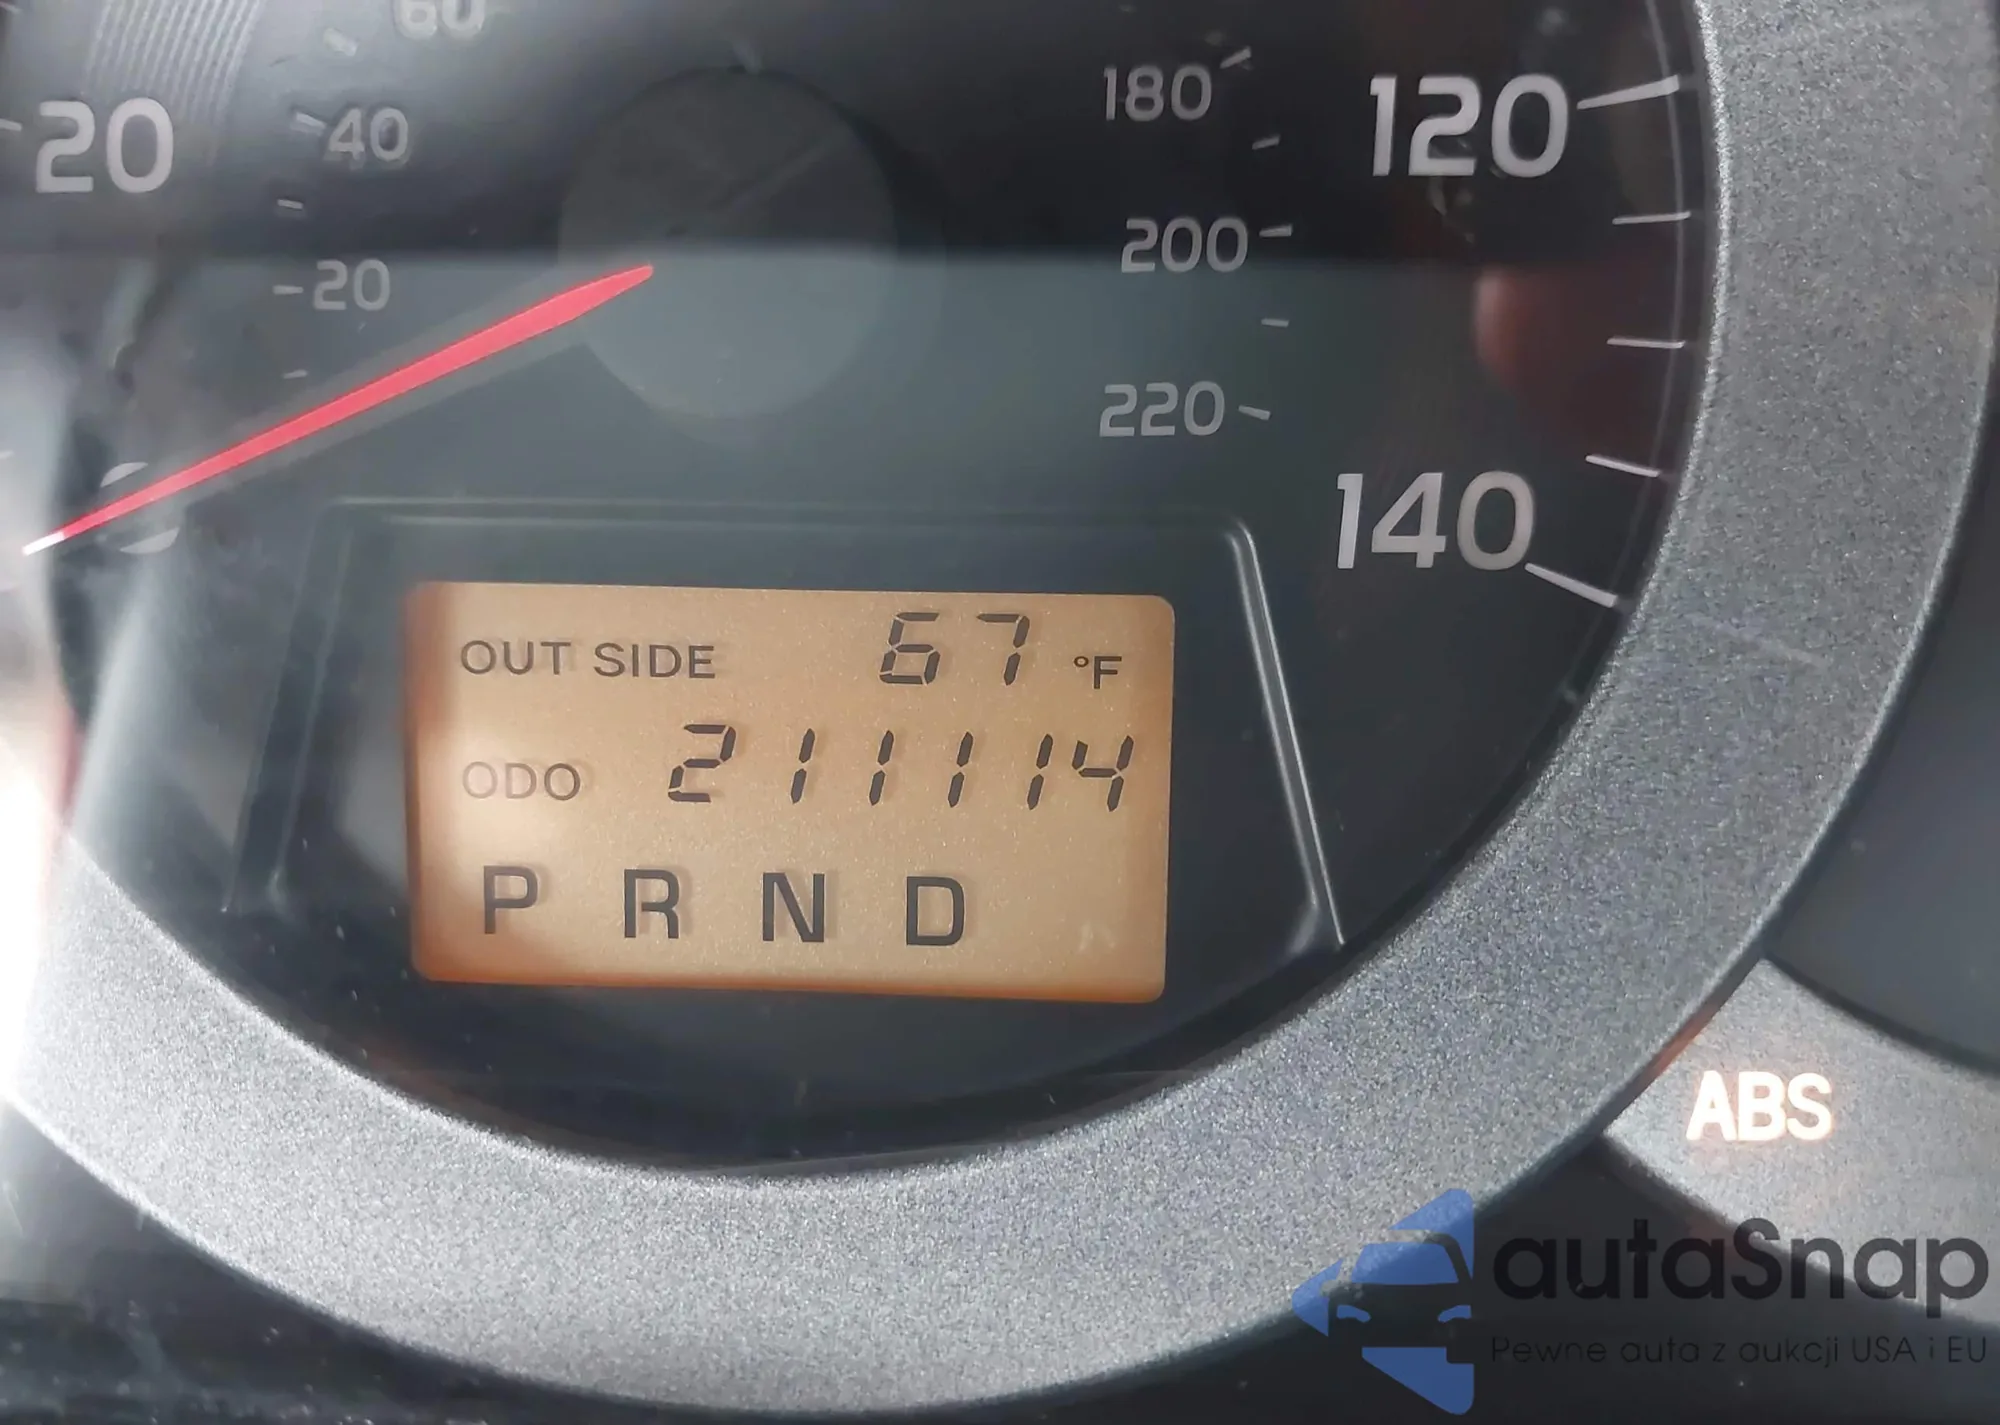 60
20
40
20
180
120
200
220
140
OUT SIDE 67 °F
ODO 211114
P R N D
ABS
autaSnap
Pewne auta z aukcji USA i EU